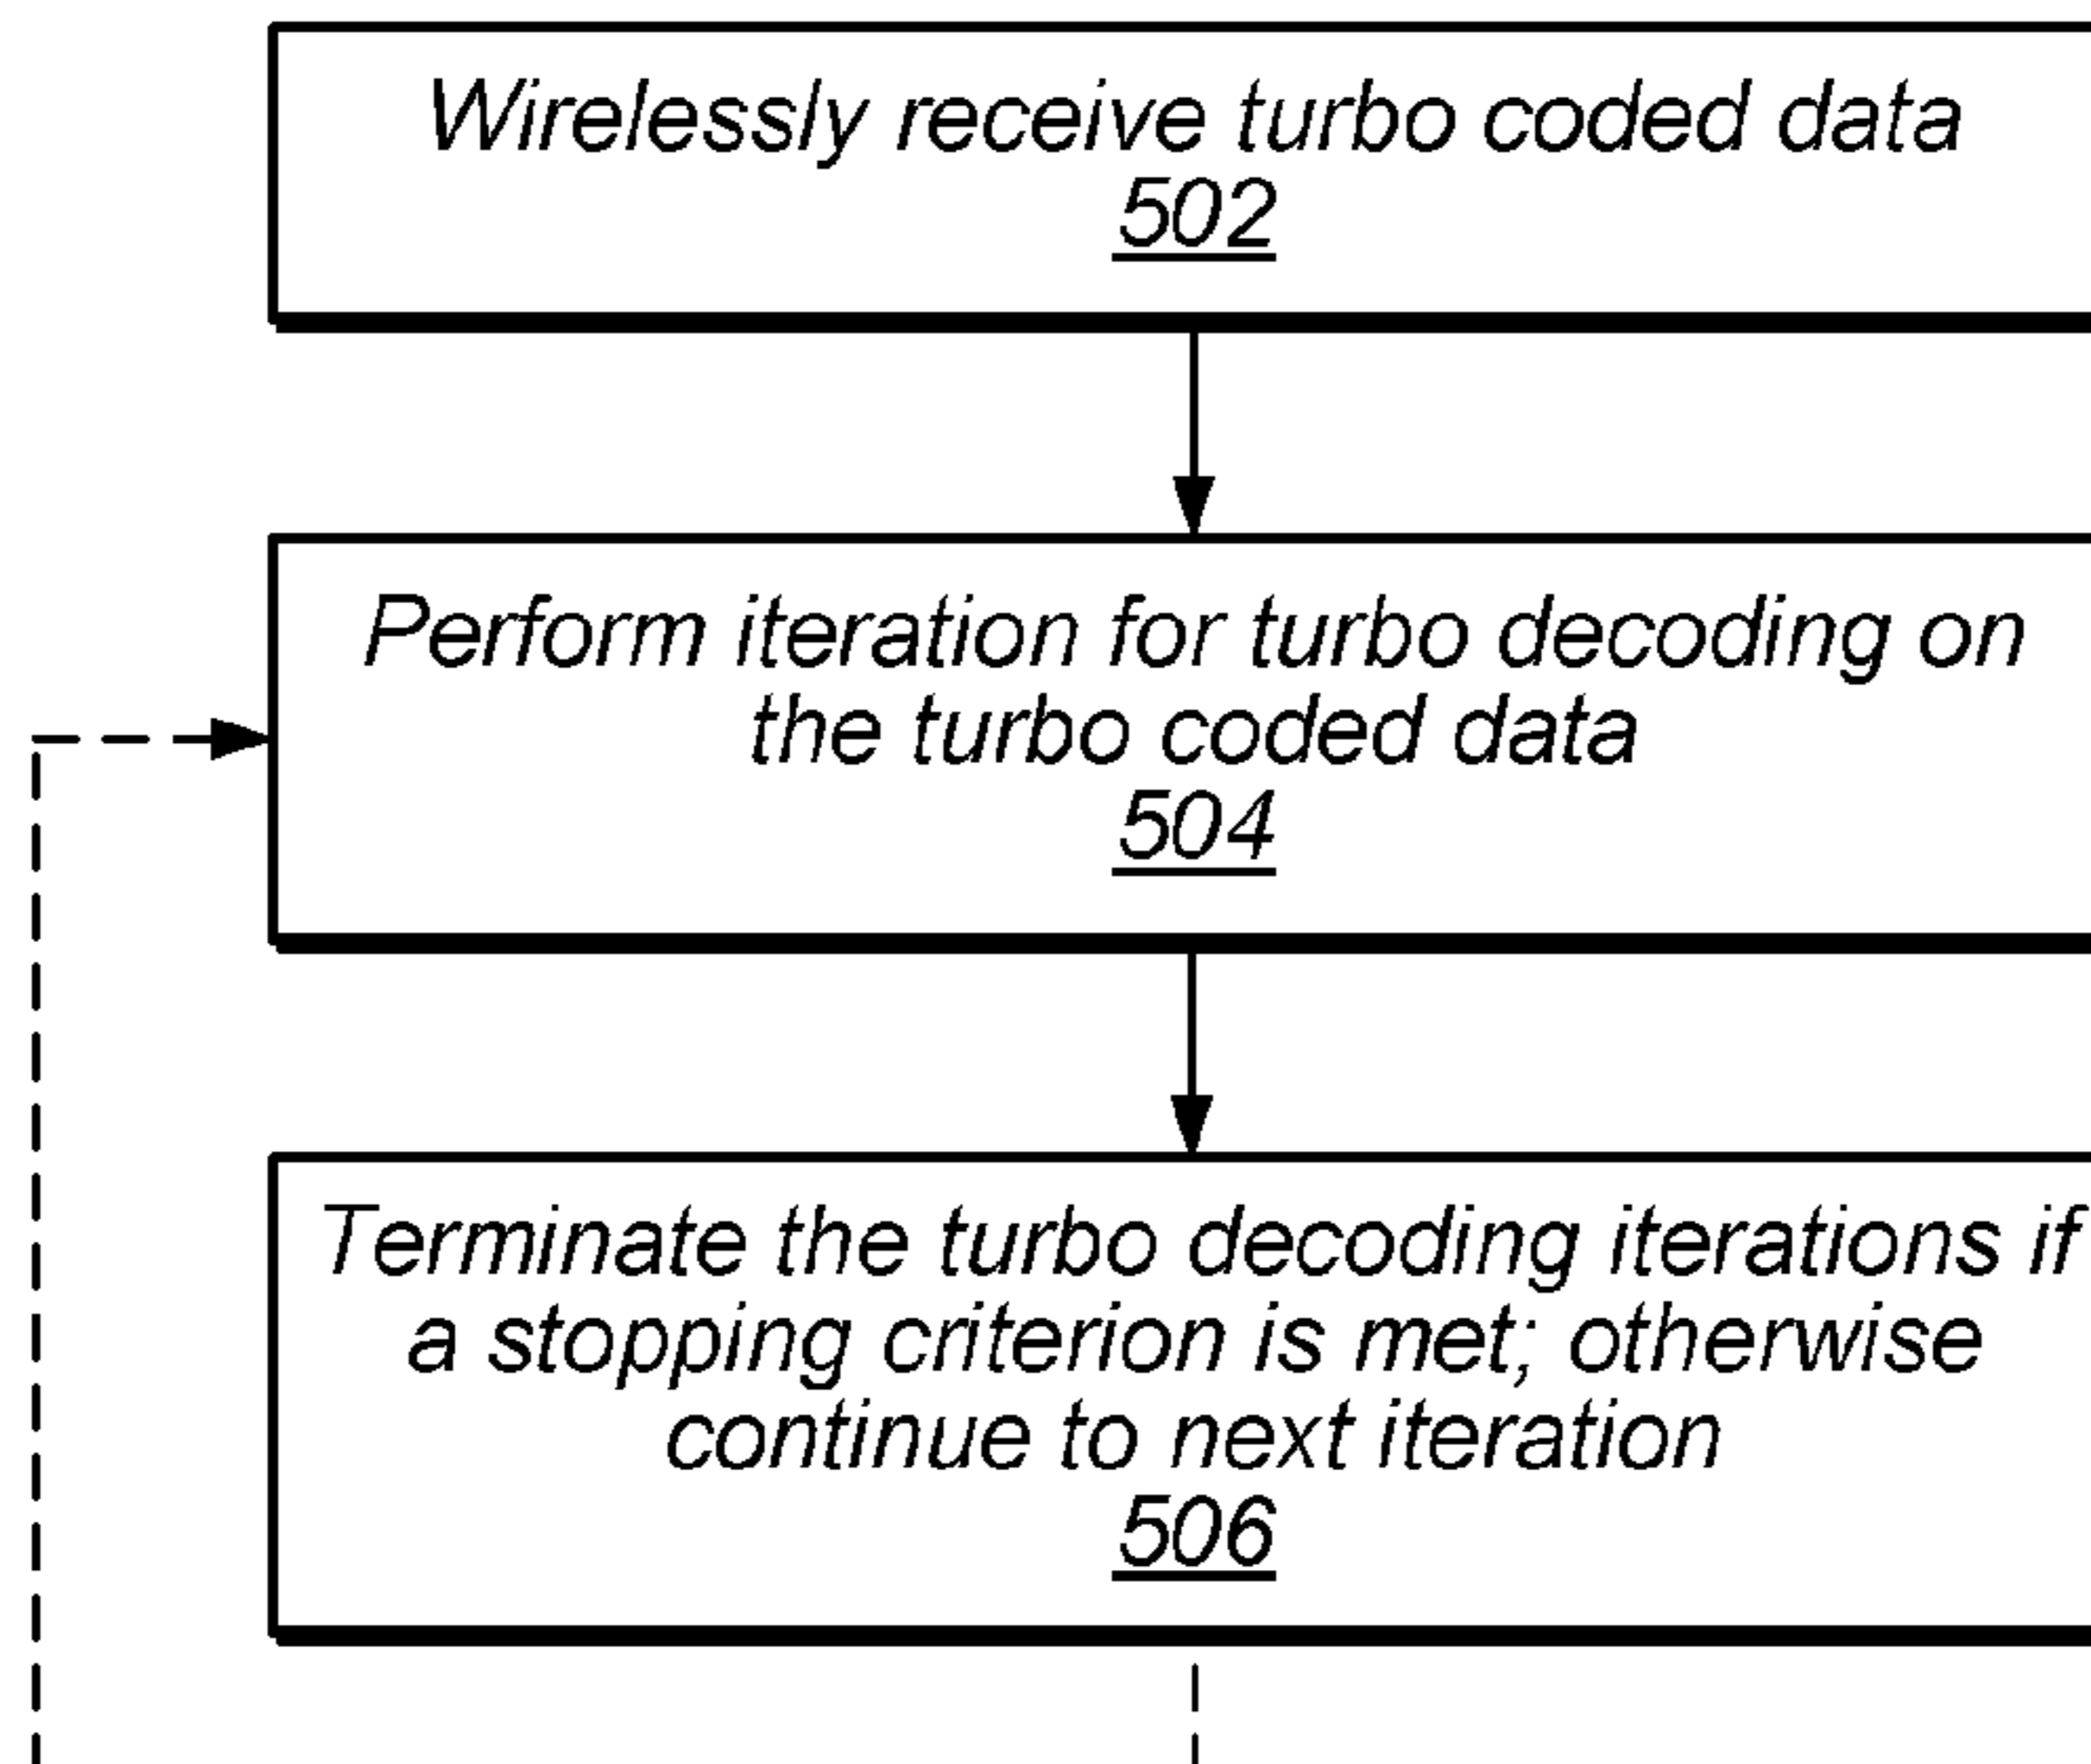 Wirelessly receive turbo coded data
502
Perform iteration for turbo decoding on
the turbo coded data
504
Terminate the turbo decoding iterations if
a stopping criterion is met; otherwise
continue to next iteration
506